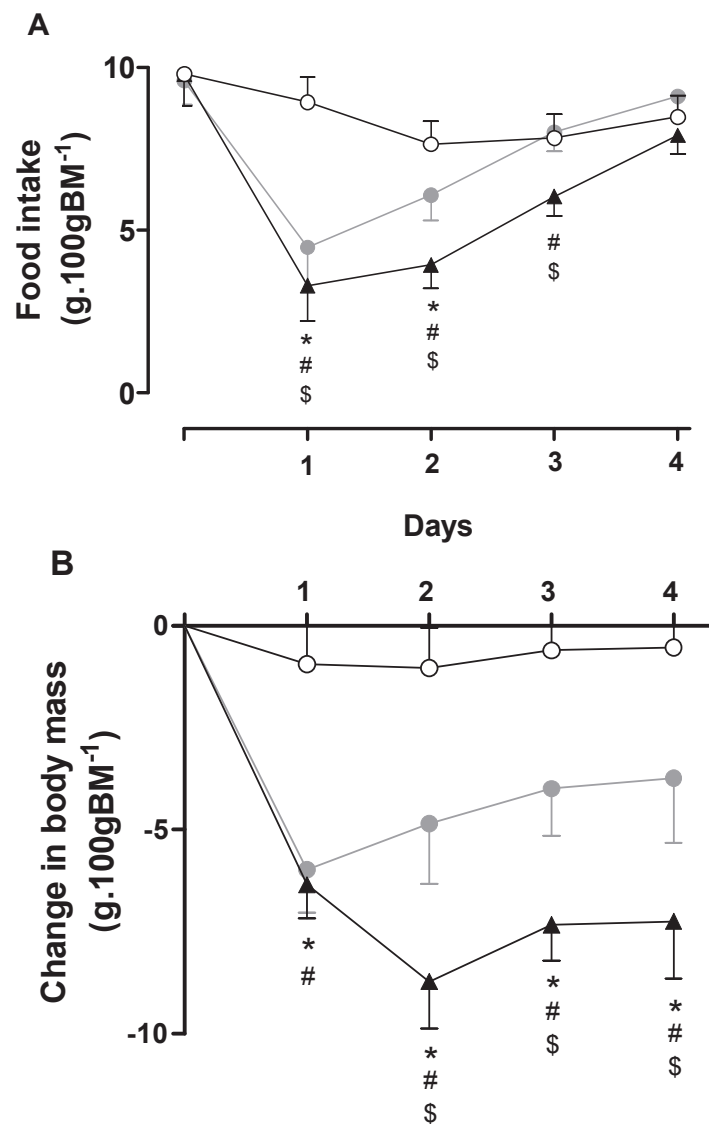 A
Food intake
(g.100gBM⁻¹)
10
5
0
*
#
$
*
#
$
#
$
1 2 3 4
Days
B
Change in body mass
(g.100gBM⁻¹)
1 2 3 4
0
-5
-10
*
#
*
#
$
*
#
$
*
#
$